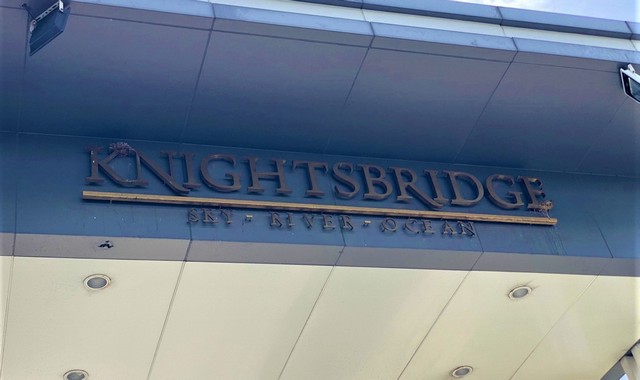 KNIGHTSBRIDGE
SKY - RIVER - OCEAN